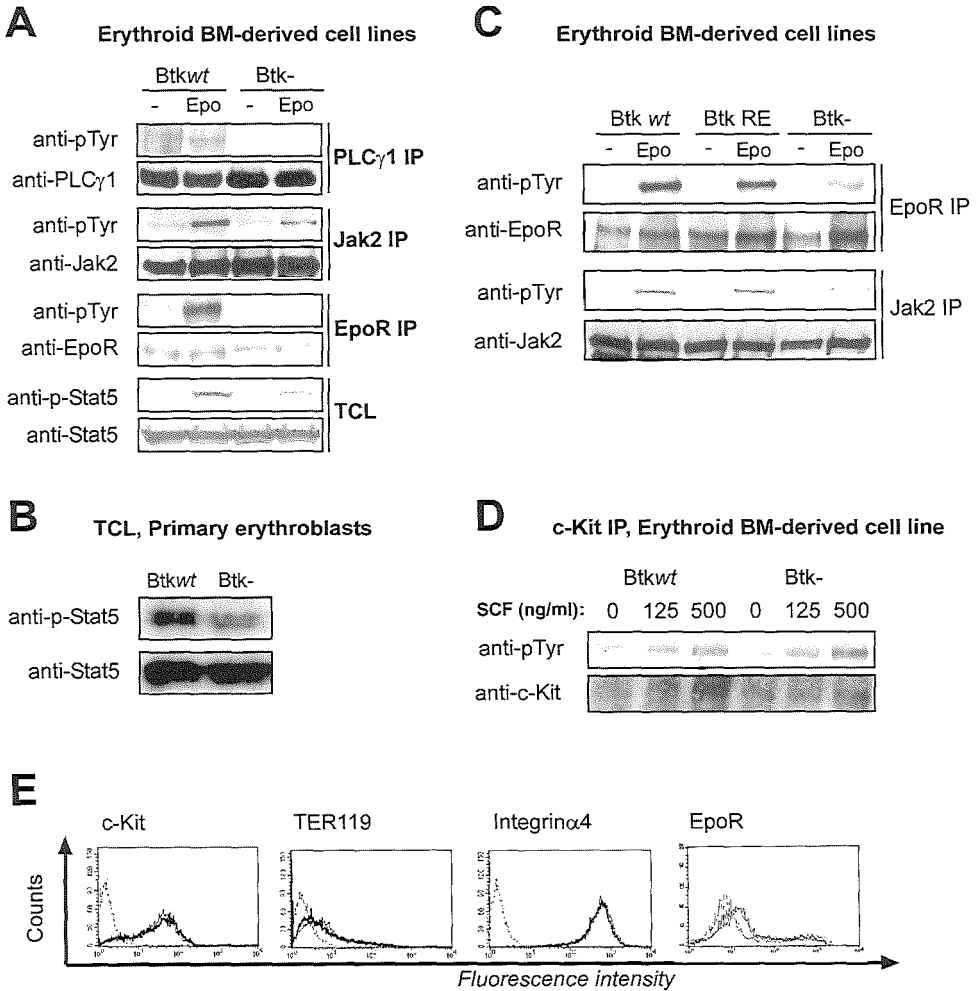 A
Erythroid BM-derived cell lines
Btkwt Btk-
- Epo - Epo
anti-pTyr
anti-PLCγ1
PLCγ1 IP
anti-pTyr
anti-Jak2
Jak2 IP
anti-pTyr
anti-EpoR
EpoR IP
anti-p-Stat5
anti-Stat5
TCL
B
TCL, Primary erythroblasts
Btkwt Btk-
anti-p-Stat5
anti-Stat5
C
Erythroid BM-derived cell lines
Btk wt Btk RE Btk-
- Epo - Epo - Epo
anti-pTyr
anti-EpoR
EpoR IP
anti-pTyr
anti-Jak2
Jak2 IP
D
c-Kit IP, Erythroid BM-derived cell line
Btkwt Btk-
SCF (ng/ml): 0 125 500 0 125 500
anti-pTyr
anti-c-Kit
E
c-Kit TER119 Integrinα4 EpoR
Counts
Fluorescence intensity